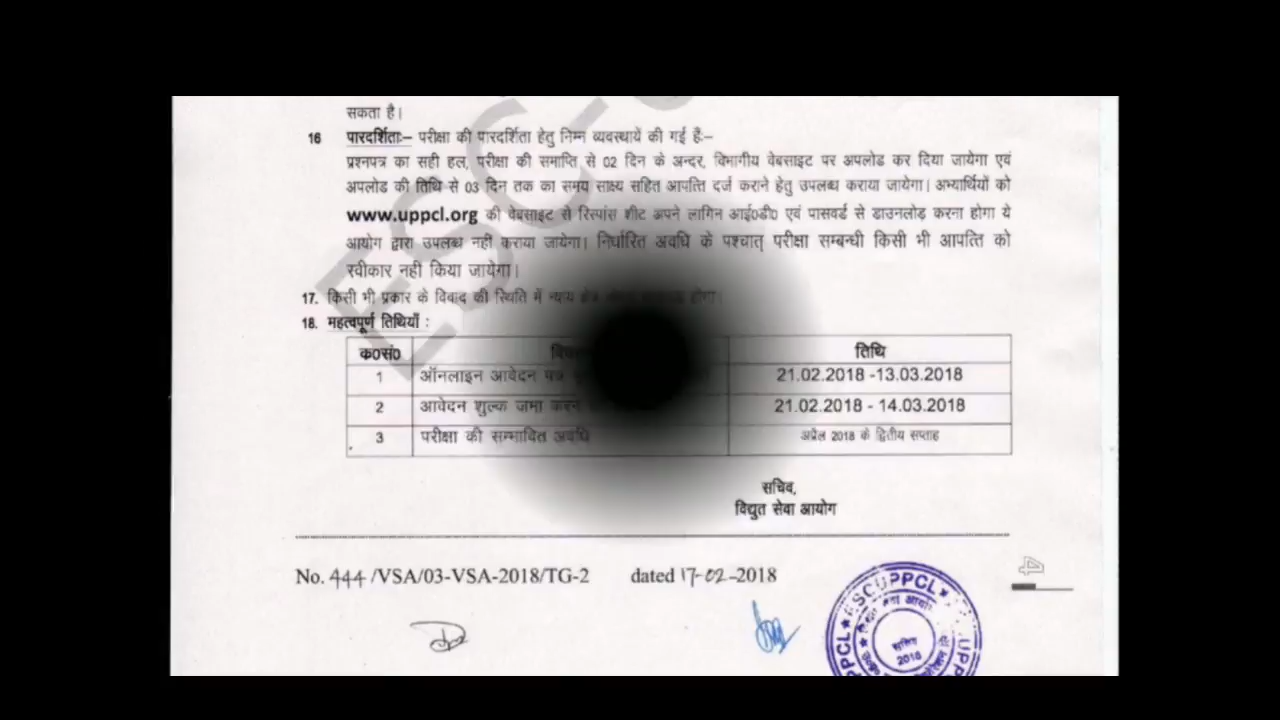 सकता है।
16 पारदर्शिताः– परीक्षा की पारदर्शिता हेतु निम्न व्यवस्थायें की गई हैः–
प्रश्नपत्र का सही हल, परीक्षा की समाप्ति से 02 दिन के अन्दर, विभागीय वेबसाइट पर अपलोड कर दिया जायेगा एवं
अपलोड की तिथि से 03 दिन तक का समय साक्ष्य सहित आपत्ति दर्ज कराने हेतु उपलब्ध कराया जायेगा। अभ्यार्थियों को
www.uppcl.org की वेबसाइट से रिस्पांस शीट अपने लागिन आई0डी0 एवं पासवर्ड से डाउनलोड़ करना होगा ये
आयोग द्वारा उपलब्ध नही कराया जायेगा। निर्धारित अवधि के पश्चात् परीक्षा सम्बन्धी किसी भी आपत्ति को
स्वीकार नही किया जायेगा।
17. किसी भी प्रकार के विवाद की स्थिति में न्याय क्षेत्र होगा।
18. महत्वपूर्ण तिथियाँ :
क0सं0 तिथि
1 ऑनलाइन आवेदन पत्र 21.02.2018 -13.03.2018
2 आवेदन शुल्क जमा करने 21.02.2018 - 14.03.2018
3 परीक्षा की सम्भावित अवधि अप्रैल 2018 के द्वितीय सप्ताह
सचिव,
विद्युत सेवा आयोग
No. 444 /VSA/03-VSA-2018/TG-2 dated 17-02-2018
4
ESCUPPCL
सचिव
2016